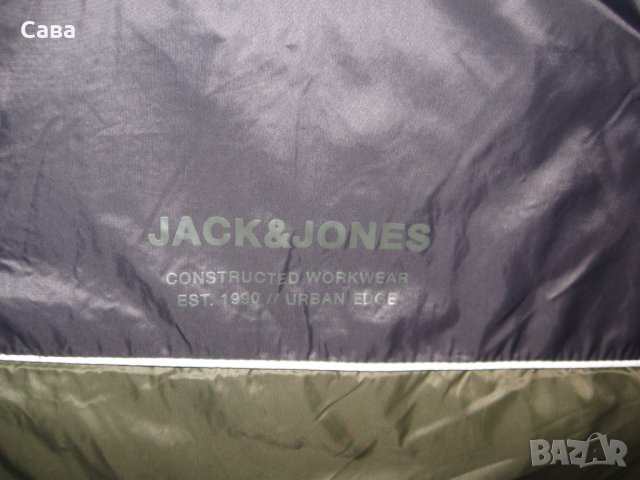 Сава
JACK&JONES
CONSTRUCTED WORKWEAR
EST. 1990 // URBAN EDGE
BAZAR